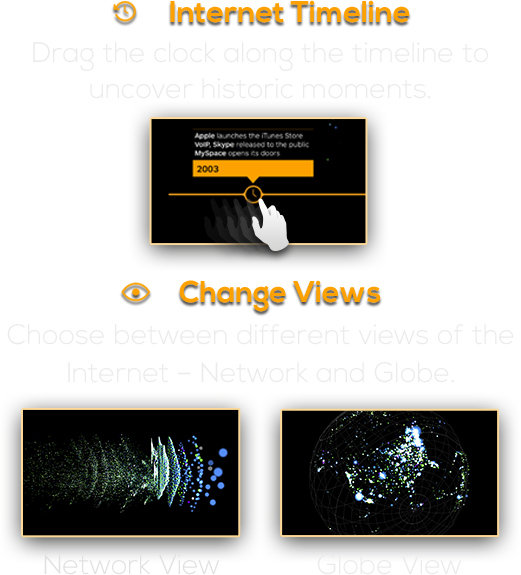 Internet Timeline
Drag the clock along the timeline to
uncover historic moments.
Apple launches the iTunes Store
VoIP, Skype released to the public
MySpace opens its doors
2003
Change Views
Choose between different views of the
Internet – Network and Globe.
Network View
Globe View